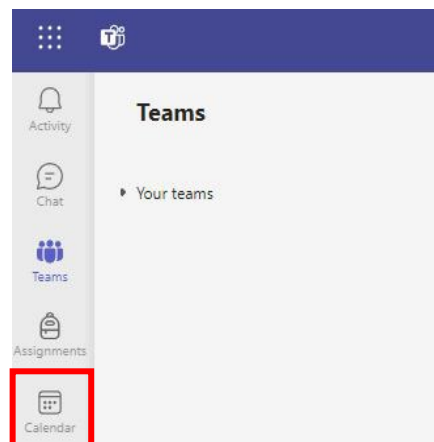 Activity
Teams
Chat
Your teams
Teams
Assignments
Calendar